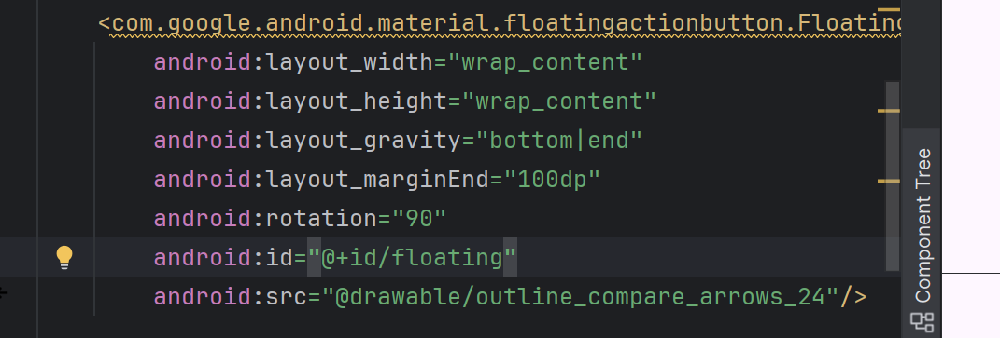 <com.google.android.material.floatingactionbutton.Floating
android:layout_width="wrap_content"
android:layout_height="wrap_content"
android:layout_gravity="bottom|end"
android:layout_marginEnd="100dp"
android:rotation="90"
android:id="@+id/floating"
android:src="@drawable/outline_compare_arrows_24"/>
Component Tree